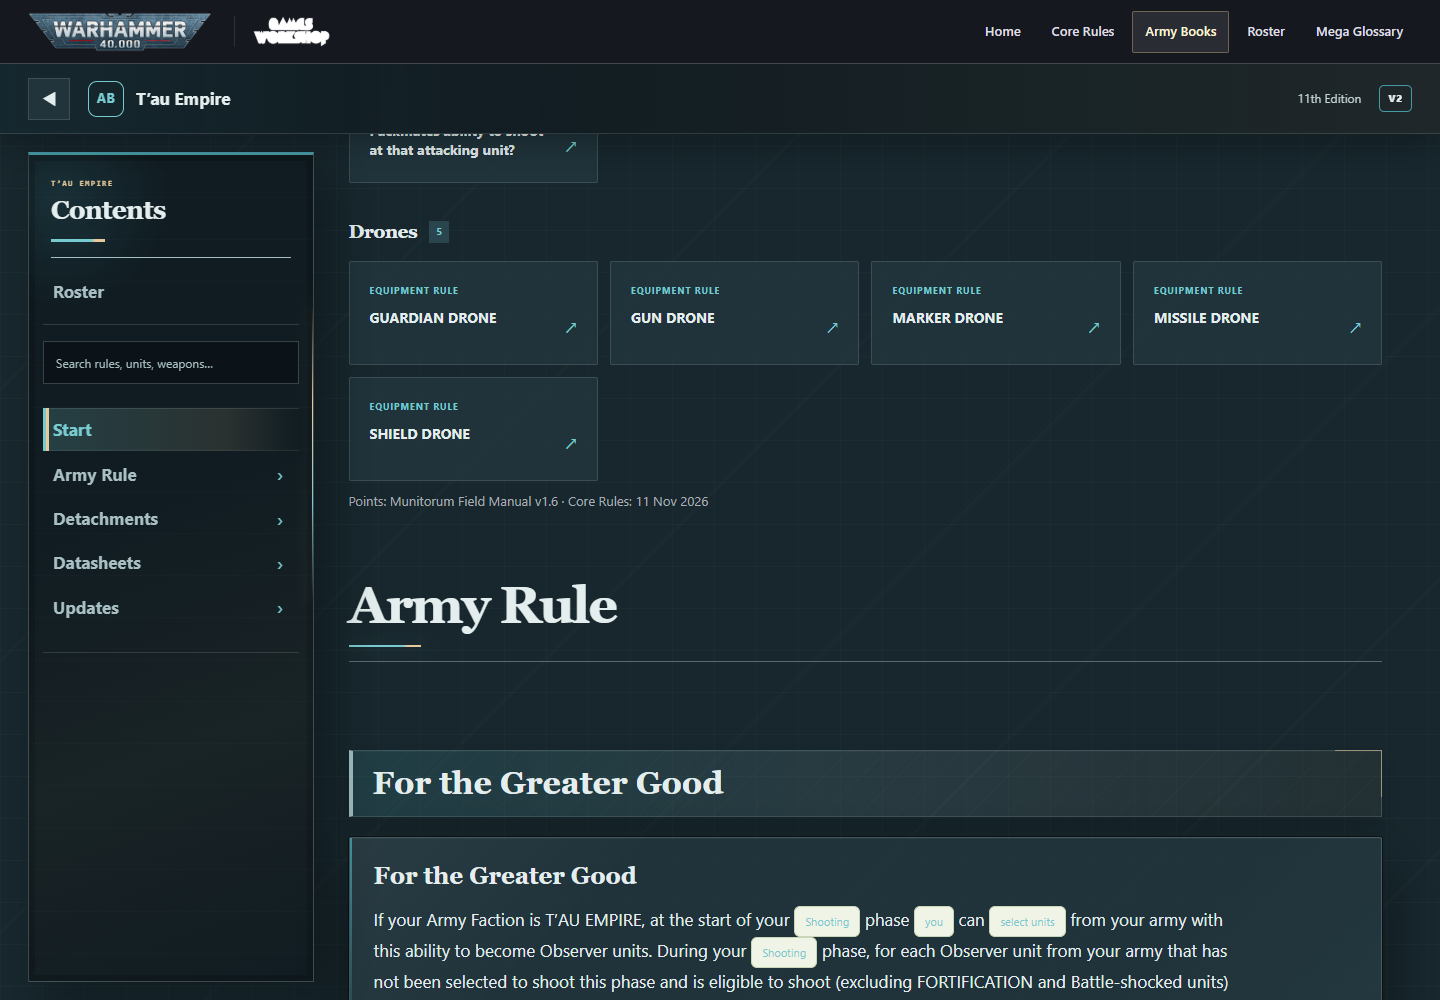 WARHAMMER
40,000
GAMES
WORKSHOP
Home
Core Rules
Army Books
Roster
Mega Glossary
◀
AB
T'au Empire
11th Edition
V2
T'AU EMPIRE
Contents
Roster
Search rules, units, weapons...
Start
Army Rule ›
Detachments ›
Datasheets ›
Updates ›
at that attacking unit? ↗
Drones 5
EQUIPMENT RULE
GUARDIAN DRONE ↗
EQUIPMENT RULE
GUN DRONE ↗
EQUIPMENT RULE
MARKER DRONE ↗
EQUIPMENT RULE
MISSILE DRONE ↗
EQUIPMENT RULE
SHIELD DRONE ↗
Points: Munitorum Field Manual v1.6 · Core Rules: 11 Nov 2026
Army Rule
For the Greater Good
For the Greater Good
If your Army Faction is T'AU EMPIRE, at the start of your Shooting phase you can select units from your army with
this ability to become Observer units. During your Shooting phase, for each Observer unit from your army that has
not been selected to shoot this phase and is eligible to shoot (excluding FORTIFICATION and Battle-shocked units)